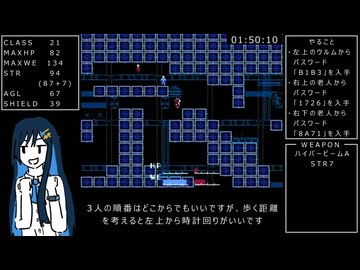 CLASS 21
MAXHP 82
MAXWE 134
STR 94
(87+7)
AGL 67
SHIELD 39
01:50:10
やること
・左上のウルムから
パスワード
「B1B3」を入手
・右上の老人から
パスワード
「1726」を入手
・右下の老人から
パスワード
「8A71」を入手
WEAPON
ハイパービームA
STR7
HP
WE
3人の順番はどこからでもいいですが、歩く距離
を考えると左上から時計回りがいいです